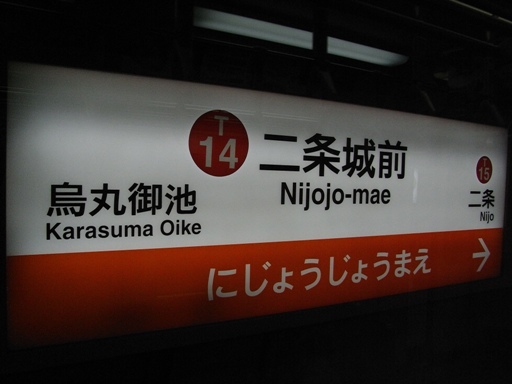 T
14
二条城前
Nijojo-mae
烏丸御池
Karasuma Oike
T
15
二条
Nijo
にじょうじょうまえ
→